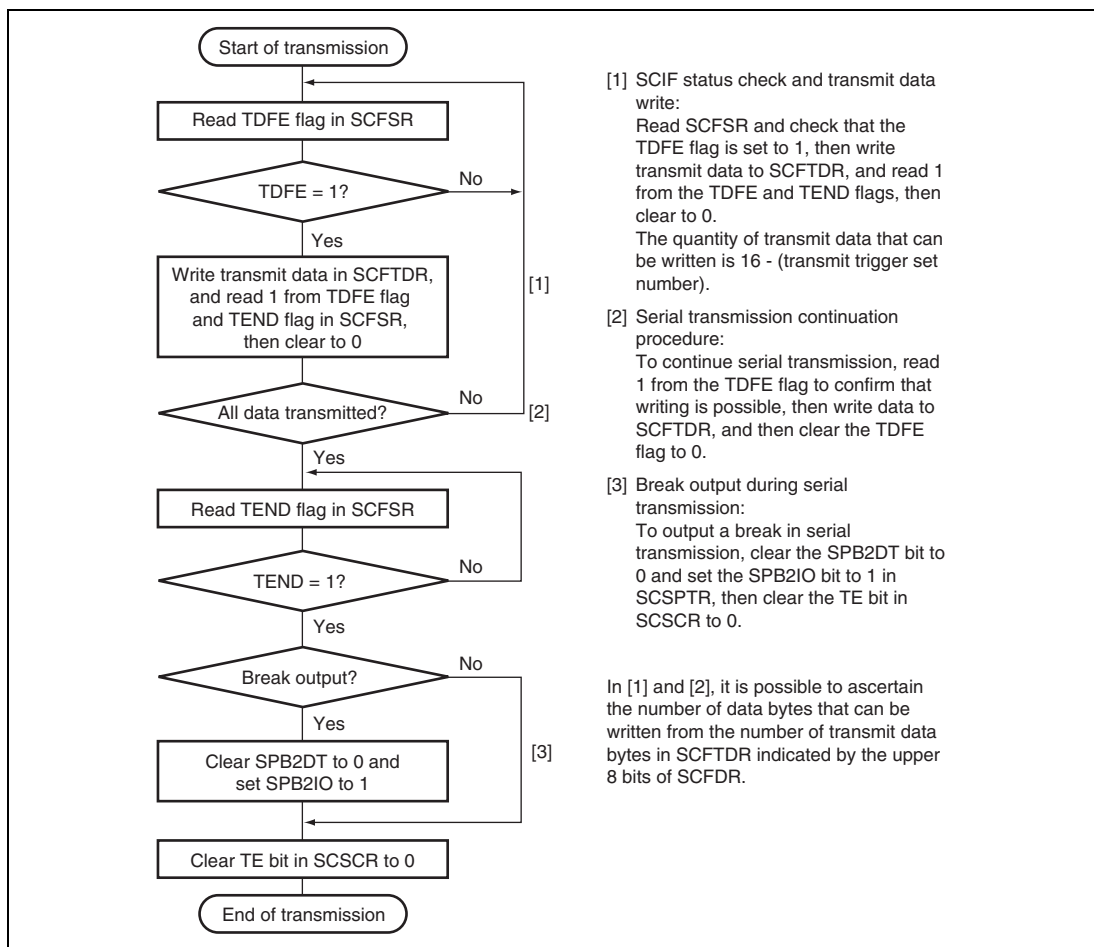 Start of transmission
Read TDFE flag in SCFSR
TDFE = 1?
No
Yes
Write transmit data in SCFTDR,
and read 1 from TDFE flag
and TEND flag in SCFSR,
then clear to 0
[1]
All data transmitted?
No
[2]
Yes
Read TEND flag in SCFSR
TEND = 1?
No
Yes
Break output?
No
Yes
Clear SPB2DT to 0 and
set SPB2IO to 1
[3]
Clear TE bit in SCSCR to 0
End of transmission
[1] SCIF status check and transmit data
write:
Read SCFSR and check that the
TDFE flag is set to 1, then write
transmit data to SCFTDR, and read 1
from the TDFE and TEND flags, then
clear to 0.
The quantity of transmit data that can
be written is 16 - (transmit trigger set
number).
[2] Serial transmission continuation
procedure:
To continue serial transmission, read
1 from the TDFE flag to confirm that
writing is possible, then write data to
SCFTDR, and then clear the TDFE
flag to 0.
[3] Break output during serial
transmission:
To output a break in serial
transmission, clear the SPB2DT bit to
0 and set the SPB2IO bit to 1 in
SCSPTR, then clear the TE bit in
SCSCR to 0.
In [1] and [2], it is possible to ascertain
the number of data bytes that can be
written from the number of transmit data
bytes in SCFTDR indicated by the upper
8 bits of SCFDR.